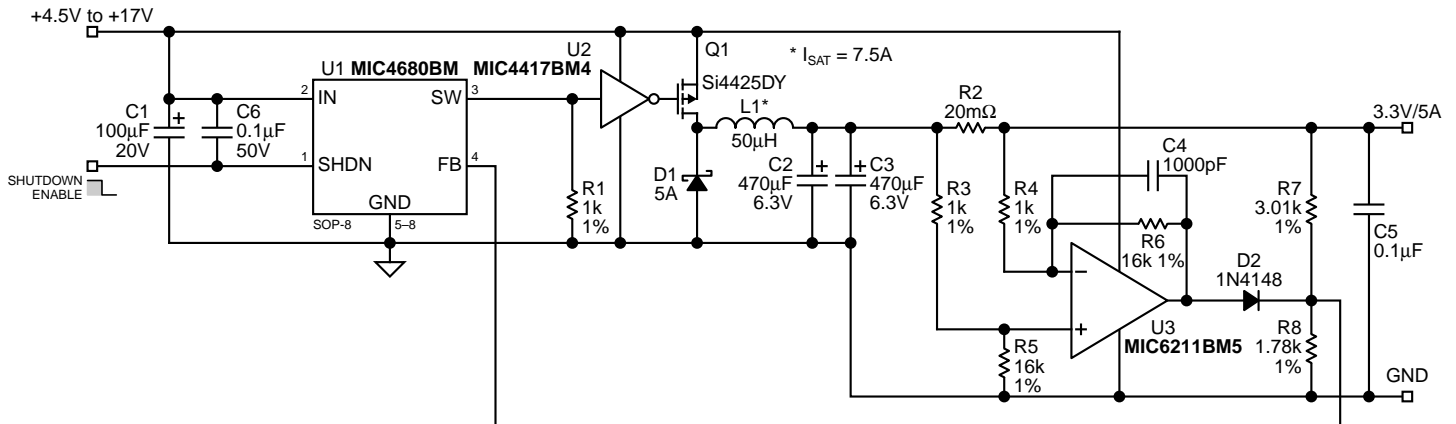 +4.5V to +17V
U1 MIC4680BM
MIC4417BM4
U2
Q1
* ISAT = 7.5A
Si4425DY
2
IN
SW
3
C1
100µF
20V
+
C6
0.1µF
50V
1
SHDN
FB
4
SHUTDOWN
ENABLE
GND
SOP-8
5–8
R1
1k
1%
L1*
50µH
D1
5A
C2
470µF
6.3V
+
C3
470µF
6.3V
+
R2
20mΩ
3.3V/5A
R3
1k
1%
R4
1k
1%
C4
1000pF
R6
16k 1%
R7
3.01k
1%
C5
0.1µF
D2
1N4148
−
+
U3
MIC6211BM5
R5
16k
1%
R8
1.78k
1%
GND